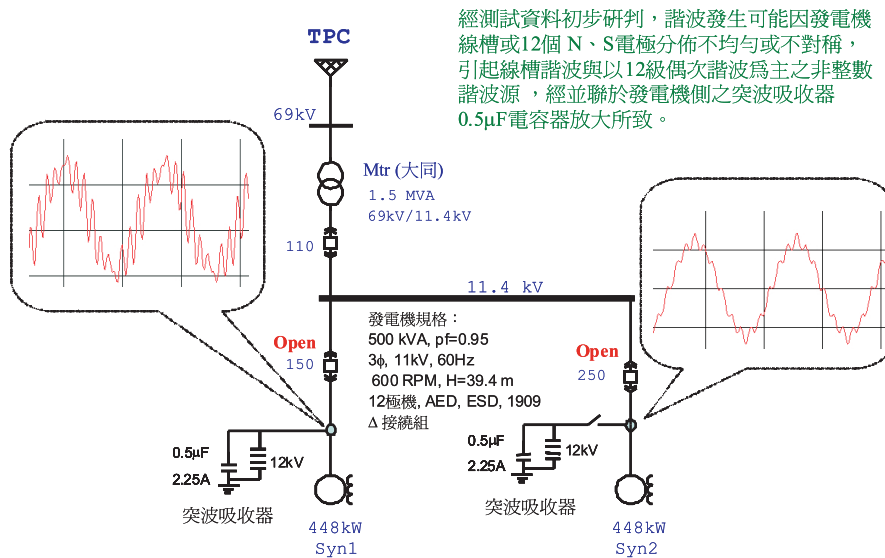 經測試資料初步研判，諧波發生可能因發電機
線槽或12個 N、S電極分佈不均勻或不對稱，
引起線槽諧波與以12級偶次諧波爲主之非整數
諧波源 ，經並聯於發電機側之突波吸收器
0.5μF電容器放大所致。
TPC
69kV
Mtr (大同)
1.5 MVA
69kV/11.4kV
110
11.4 kV
發電機規格：
500 kVA, pf=0.95
3ϕ, 11kV, 60Hz
600 RPM, H=39.4 m
12極機, AED, ESD, 1909
Δ 接繞組
Open
150
Open
250
0.5μF
2.25A
12kV
突波吸收器
448kW
Syn1
0.5μF
2.25A
12kV
突波吸收器
448kW
Syn2